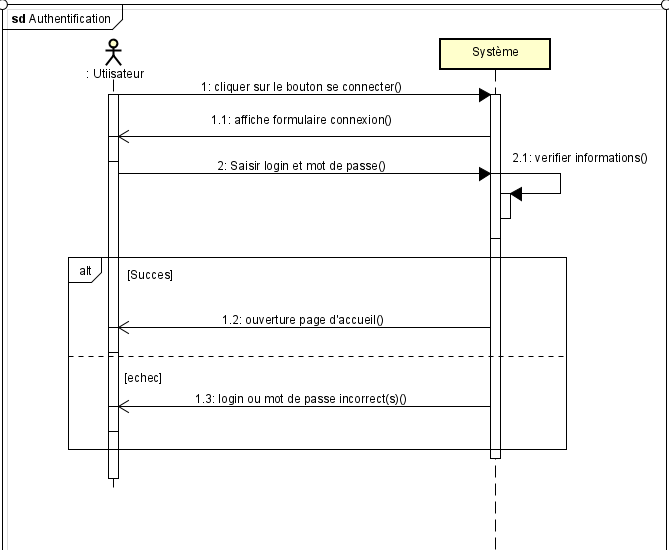 sd Authentification
: Utiisateur
Système
1: cliquer sur le bouton se connecter()
1.1: affiche formulaire connexion()
2.1: verifier informations()
2: Saisir login et mot de passe()
alt
[Succes]
1.2: ouverture page d'accueil()
[echec]
1.3: login ou mot de passe incorrect(s)()